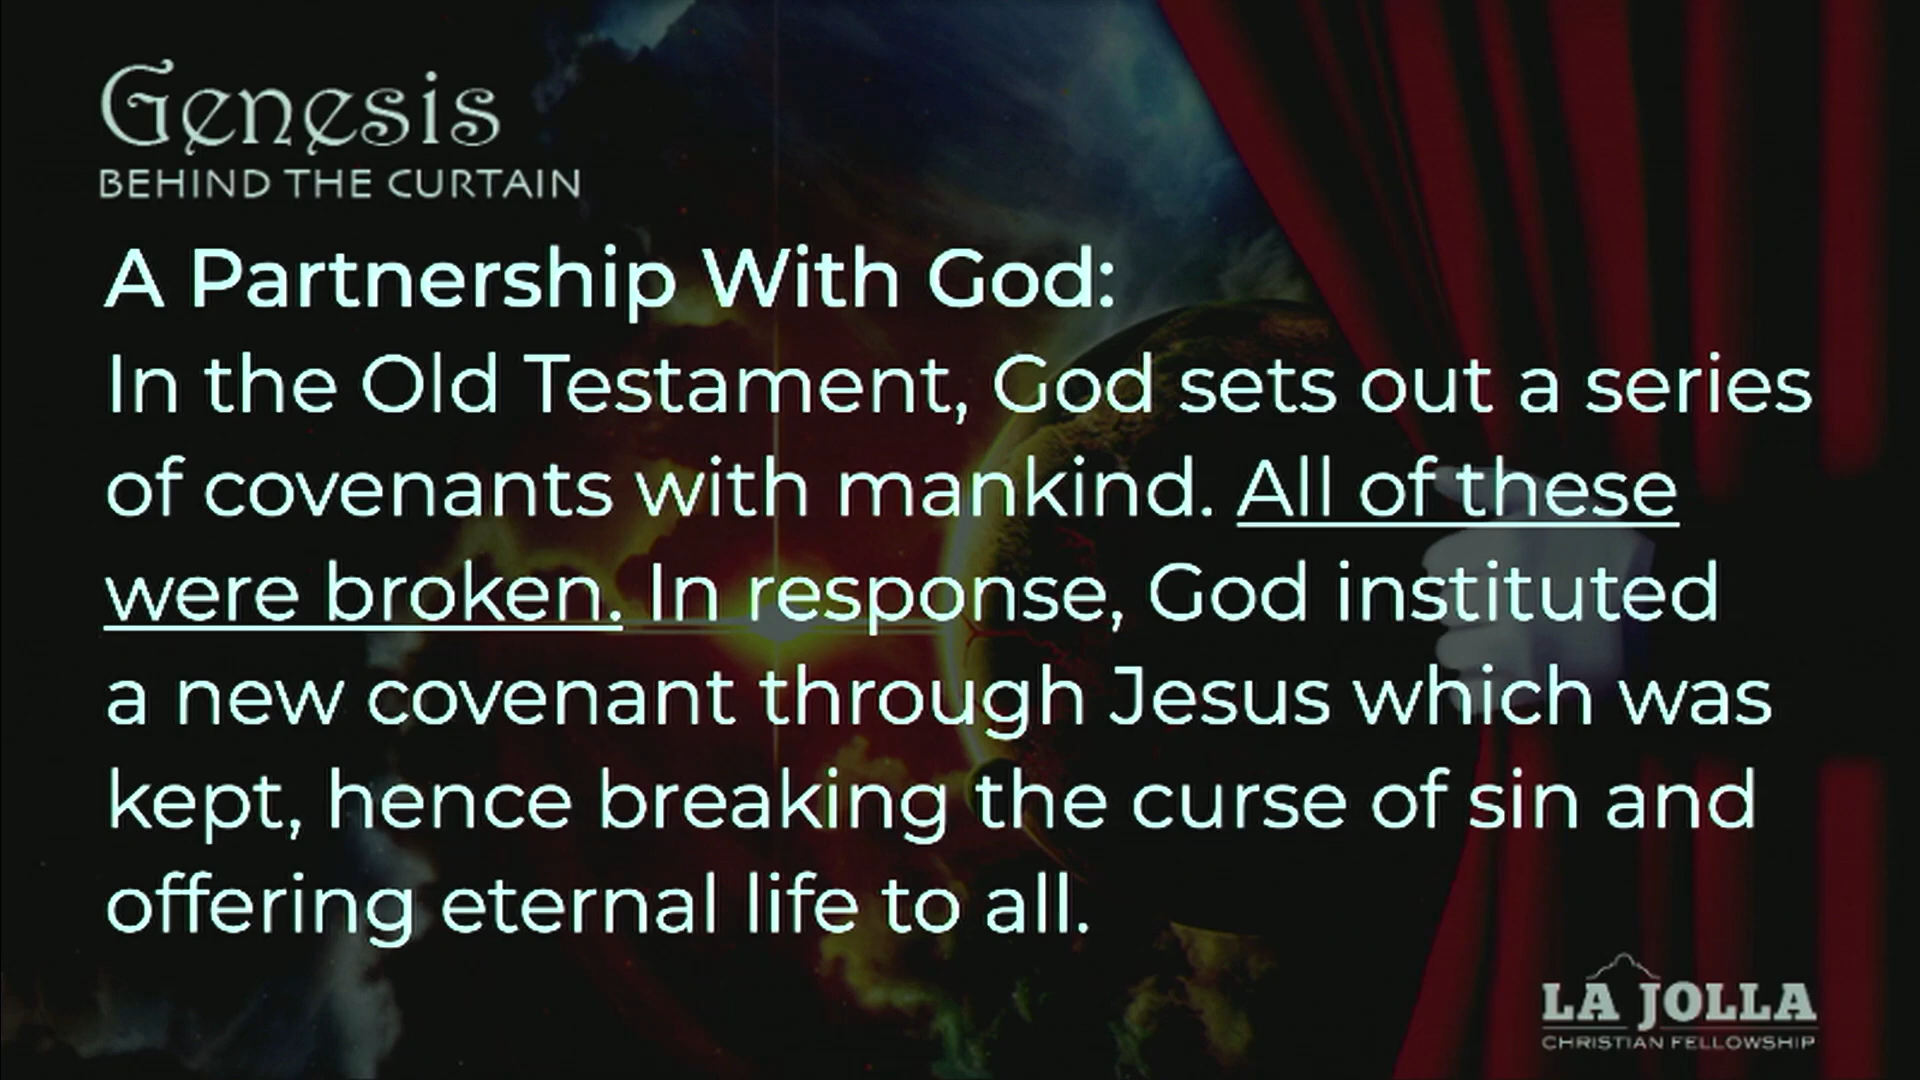 Genesis
BEHIND THE CURTAIN
A Partnership With God:
In the Old Testament, God sets out a series
of covenants with mankind. All of these
were broken. In response, God instituted
a new covenant through Jesus which was
kept, hence breaking the curse of sin and
offering eternal life to all.
LA JOLLA
CHRISTIAN FELLOWSHIP